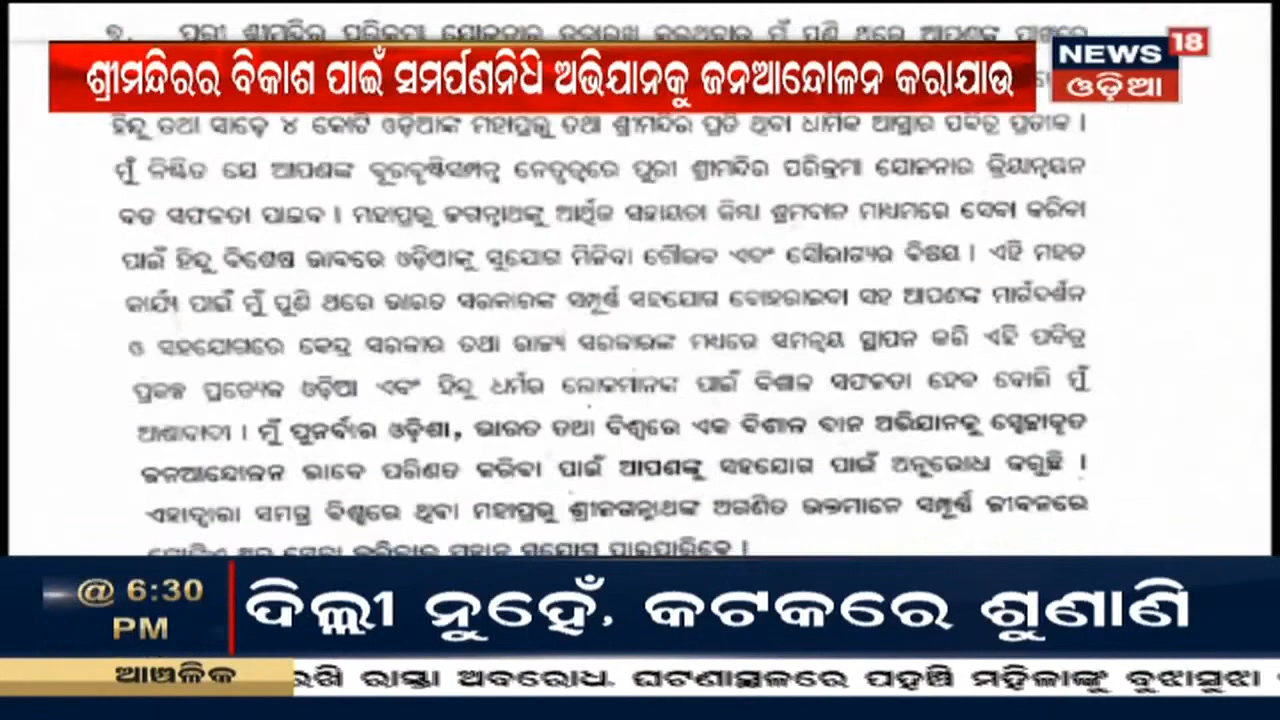 ଶ୍ରୀମନ୍ଦିରର ବିକାଶ ପାଇଁ ସମର୍ପଣନିଧି ଅଭିଯାନକୁ ଜନଆନ୍ଦୋଳନ କରାଯାଉ
NEWS 18
ଓଡ଼ିଆ
ହିନ୍ଦୁ ତଥା ସାଢ଼େ ୪ କୋଟି ଓଡ଼ିଆଙ୍କ ମହାପ୍ରଭୁ ତଥା ଶ୍ରୀମନ୍ଦିର ପ୍ରତି ଥିବା ଧାର୍ମିକ ଆସ୍ଥାର ପବିତ୍ର ପ୍ରତୀକ ।
ମୁଁ ନିଶ୍ଚିତ ଯେ ଆପଣଙ୍କ ଦୂରଦୃଷ୍ଟିସମ୍ପନ୍ନ ନେତୃତ୍ୱରେ ପୁରୀ ଶ୍ରୀମନ୍ଦିର ପରିକ୍ରମା ଯୋଜନାର କ୍ରିୟାନ୍ୱୟନ
ବଡ ସଫଳତା ପାଇବ । ମହାପ୍ରଭୁ ଜଗନ୍ନାଥଙ୍କୁ ଆର୍ଥିକ ସହାୟତା କିମ୍ବା ଶ୍ରମଦାନ ମାଧ୍ୟମରେ ସେବା କରିବା
ପାଇଁ ହିନ୍ଦୁ ବିଶେଷ ଭାବରେ ଓଡ଼ିଆଙ୍କୁ ସୁଯୋଗ ମିଳିବା ଗୌରବ ଏବଂ ସୌଭାଗ୍ୟର ବିଷୟ । ଏହି ମହତ
କାର୍ଯ୍ୟ ପାଇଁ ମୁଁ ପୁଣି ଥରେ ଭାରତ ସରକାରଙ୍କ ସମ୍ପୂର୍ଣ୍ଣ ସହଯୋଗ ଦୋହରାଇବା ସହ ଆପଣଙ୍କ ମାର୍ଗଦର୍ଶନ
ଓ ସହଯୋଗରେ କେନ୍ଦ୍ର ସରକାର ତଥା ରାଜ୍ୟ ସରକାରଙ୍କ ମଧ୍ୟରେ ସମନ୍ୱୟ ସ୍ଥାପନ କରି ଏହି ପବିତ୍ର
ପ୍ରକଳ୍ପ ପ୍ରତ୍ୟେକ ଓଡ଼ିଆ ଏବଂ ହିନ୍ଦୁ ଧର୍ମର ଲୋକମାନଙ୍କ ପାଇଁ ବିଶାଳ ସଫଳତା ହେବ ବୋଲି ମୁଁ
ଆଶାବାଦୀ । ମୁଁ ପୁନର୍ବାର ଓଡ଼ିଶା, ଭାରତ ତଥା ବିଶ୍ୱରେ ଏକ ବିଶାଳ ଦାନ ଅଭିଯାନକୁ ସ୍ୱେଚ୍ଛାକୃତ
ଜନଆନ୍ଦୋଳନ ଭାବେ ପରିଣତ କରିବା ପାଇଁ ଆପଣଙ୍କୁ ସହଯୋଗ ପାଇଁ ଅନୁରୋଧ କରୁଛି ।
ଏହାଦ୍ୱାରା ସମଗ୍ର ବିଶ୍ୱରେ ଥିବା ମହାପ୍ରଭୁ ଶ୍ରୀଜଗନ୍ନାଥଙ୍କ ଅଗଣିତ ଭକ୍ତମାନେ ସମ୍ପୂର୍ଣ୍ଣ ଜୀବନରେ
@ 6:30 PM
ଦିଲ୍ଲୀ ନୁହେଁ, କଟକରେ ଶୁଣାଣି
ଆଞ୍ଚଳିକ
ରଖି ରାସ୍ତା ଅବରୋଧ, ଘଟଣାସ୍ଥଳରେ ପହଞ୍ଚି ମହିଳାଙ୍କୁ ବୁଝାସୁଝା